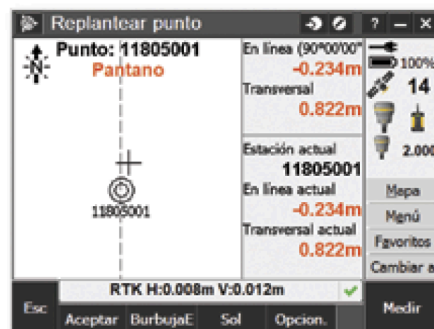 Replantear punto
? – ×
Punto: 11805001
Pantano
N
11805001
En línea (90°00'00"
-0.234m
Transversal
0.822m
Estación actual
11805001
En línea actual
-0.234m
Transversal actual
0.822m
100%
14
2.000
Mapa
Menú
Favoritos
Cambiar a
RTK H:0.008m V:0.012m
Esc
Aceptar BurbujaE Sol Opcion.
Medir